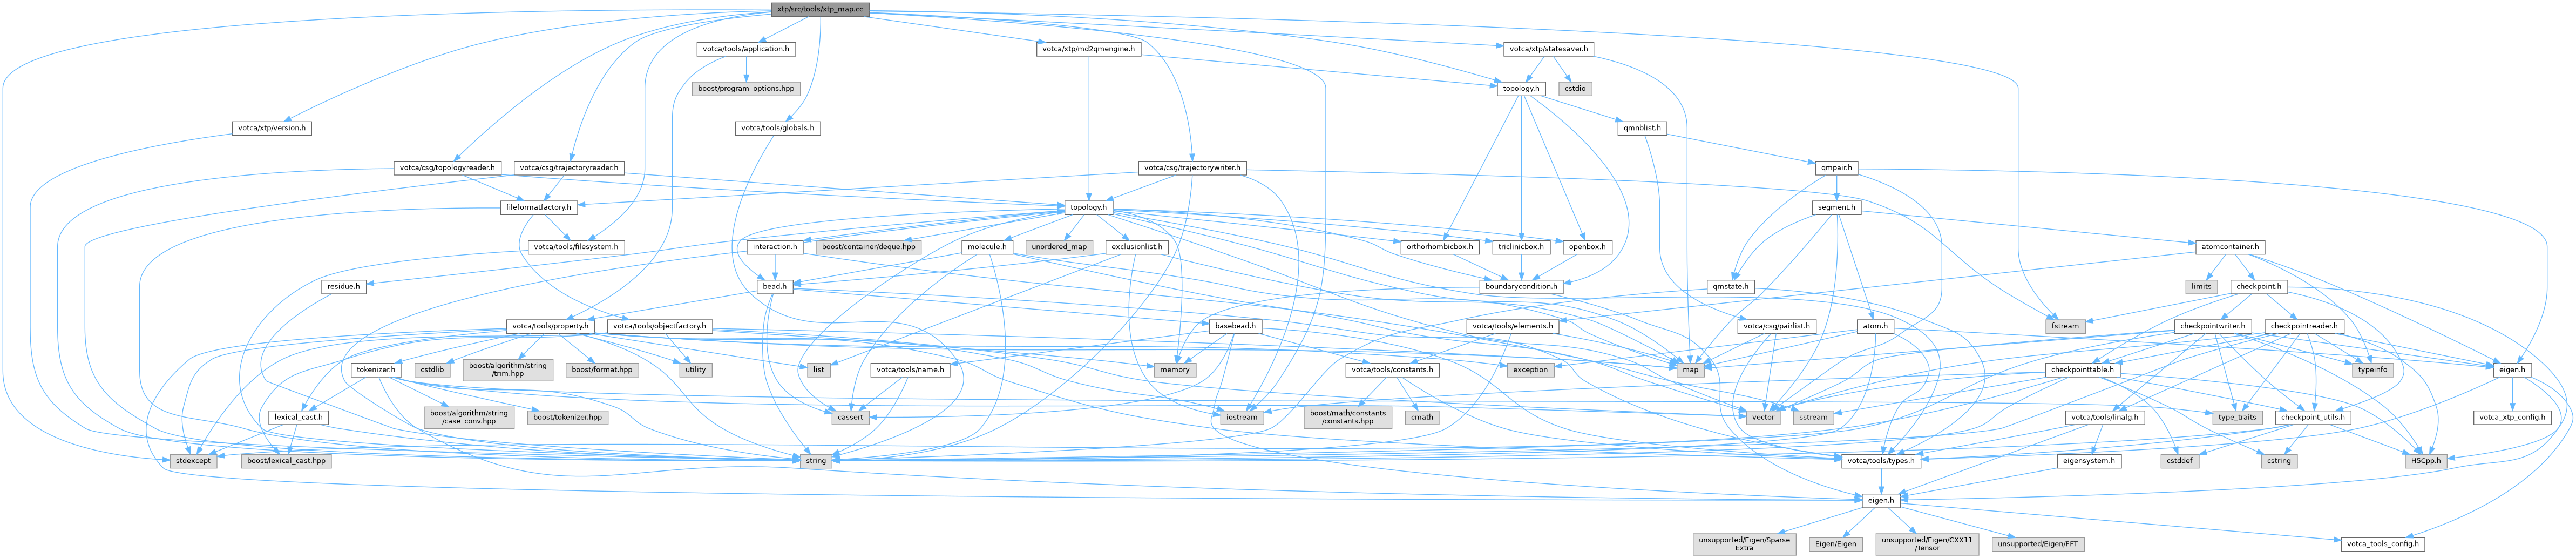 xtp/src/tools/xtp_map.cc
votca/tools/application.h
votca/xtp/md2qmengine.h
votca/xtp/statesaver.h
boost/program_options.hpp
topology.h
cstdio
votca/xtp/version.h
votca/tools/globals.h
qmnblist.h
votca/csg/topologyreader.h
votca/csg/trajectoryreader.h
votca/csg/trajectorywriter.h
qmpair.h
fileformatfactory.h
topology.h
segment.h
votca/tools/filesystem.h
interaction.h
boost/container/deque.hpp
molecule.h
unordered_map
exclusionlist.h
orthorhombicbox.h
triclinicbox.h
openbox.h
atomcontainer.h
residue.h
bead.h
boundarycondition.h
qmstate.h
limits
checkpoint.h
votca/tools/property.h
votca/tools/objectfactory.h
basebead.h
votca/tools/elements.h
votca/csg/pairlist.h
atom.h
fstream
checkpointwriter.h
checkpointreader.h
tokenizer.h
cstdlib
boost/algorithm/string
/trim.hpp
boost/format.hpp
utility
list
votca/tools/name.h
memory
votca/tools/constants.h
exception
map
checkpointtable.h
typeinfo
eigen.h
lexical_cast.h
boost/algorithm/string
/case_conv.hpp
boost/tokenizer.hpp
cassert
iostream
boost/math/constants
/constants.hpp
cmath
vector
sstream
votca/tools/linalg.h
type_traits
checkpoint_utils.h
votca_xtp_config.h
stdexcept
boost/lexical_cast.hpp
string
votca/tools/types.h
eigensystem.h
cstddef
cstring
H5Cpp.h
eigen.h
unsupported/Eigen/Sparse
Extra
Eigen/Eigen
unsupported/Eigen/CXX11
/Tensor
unsupported/Eigen/FFT
votca_tools_config.h